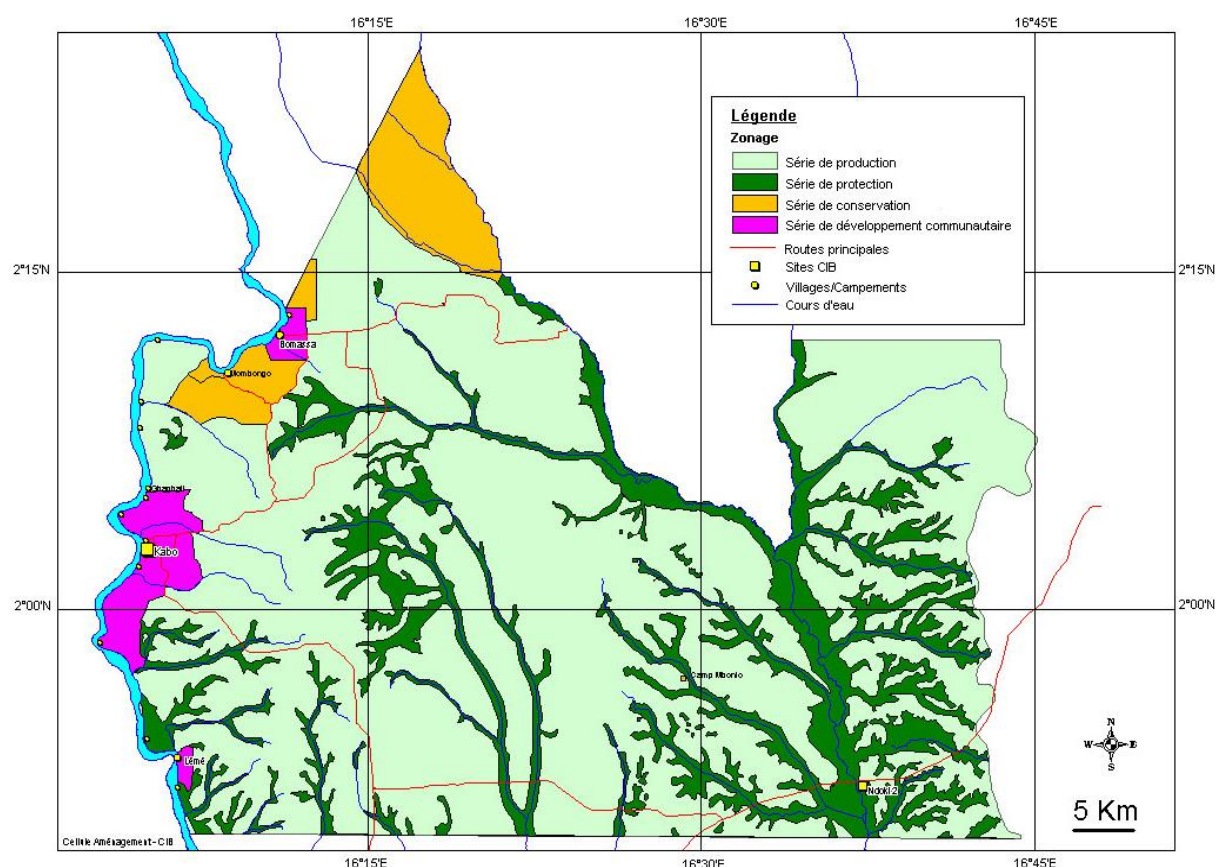 16°15'E
16°30'E
16°45'E
Légende
Zonage
Série de production
Série de protection
Série de conservation
Série de développement communautaire
Routes principales
Sites CIB
Villages/Campements
Cours d'eau
2°15'N
2°15'N
Bomassa
Mombongo
Kabo
2°00'N
2°00'N
Camp Mbonlo
N
W E
S
Lémé
Ndoki 2
5 Km
Cellule Aménagement - CIB
16°15'E
16°30'E
16°45'E